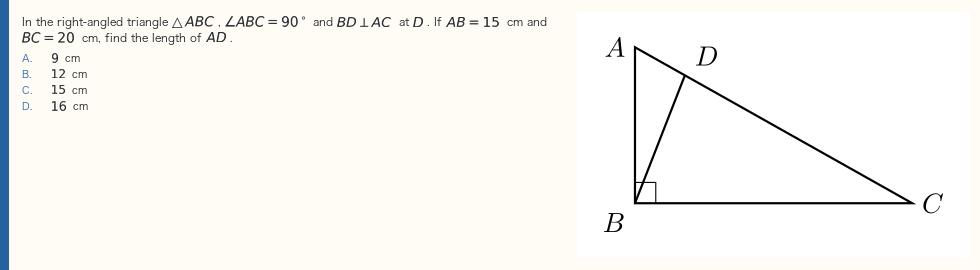 In the right-angled triangle △ABC, ∠ABC = 90° and BD ⊥ AC at D. If AB = 15 cm and
BC = 20 cm, find the length of AD.
A. 9 cm
B. 12 cm
C. 15 cm
D. 16 cm
A
D
C
B